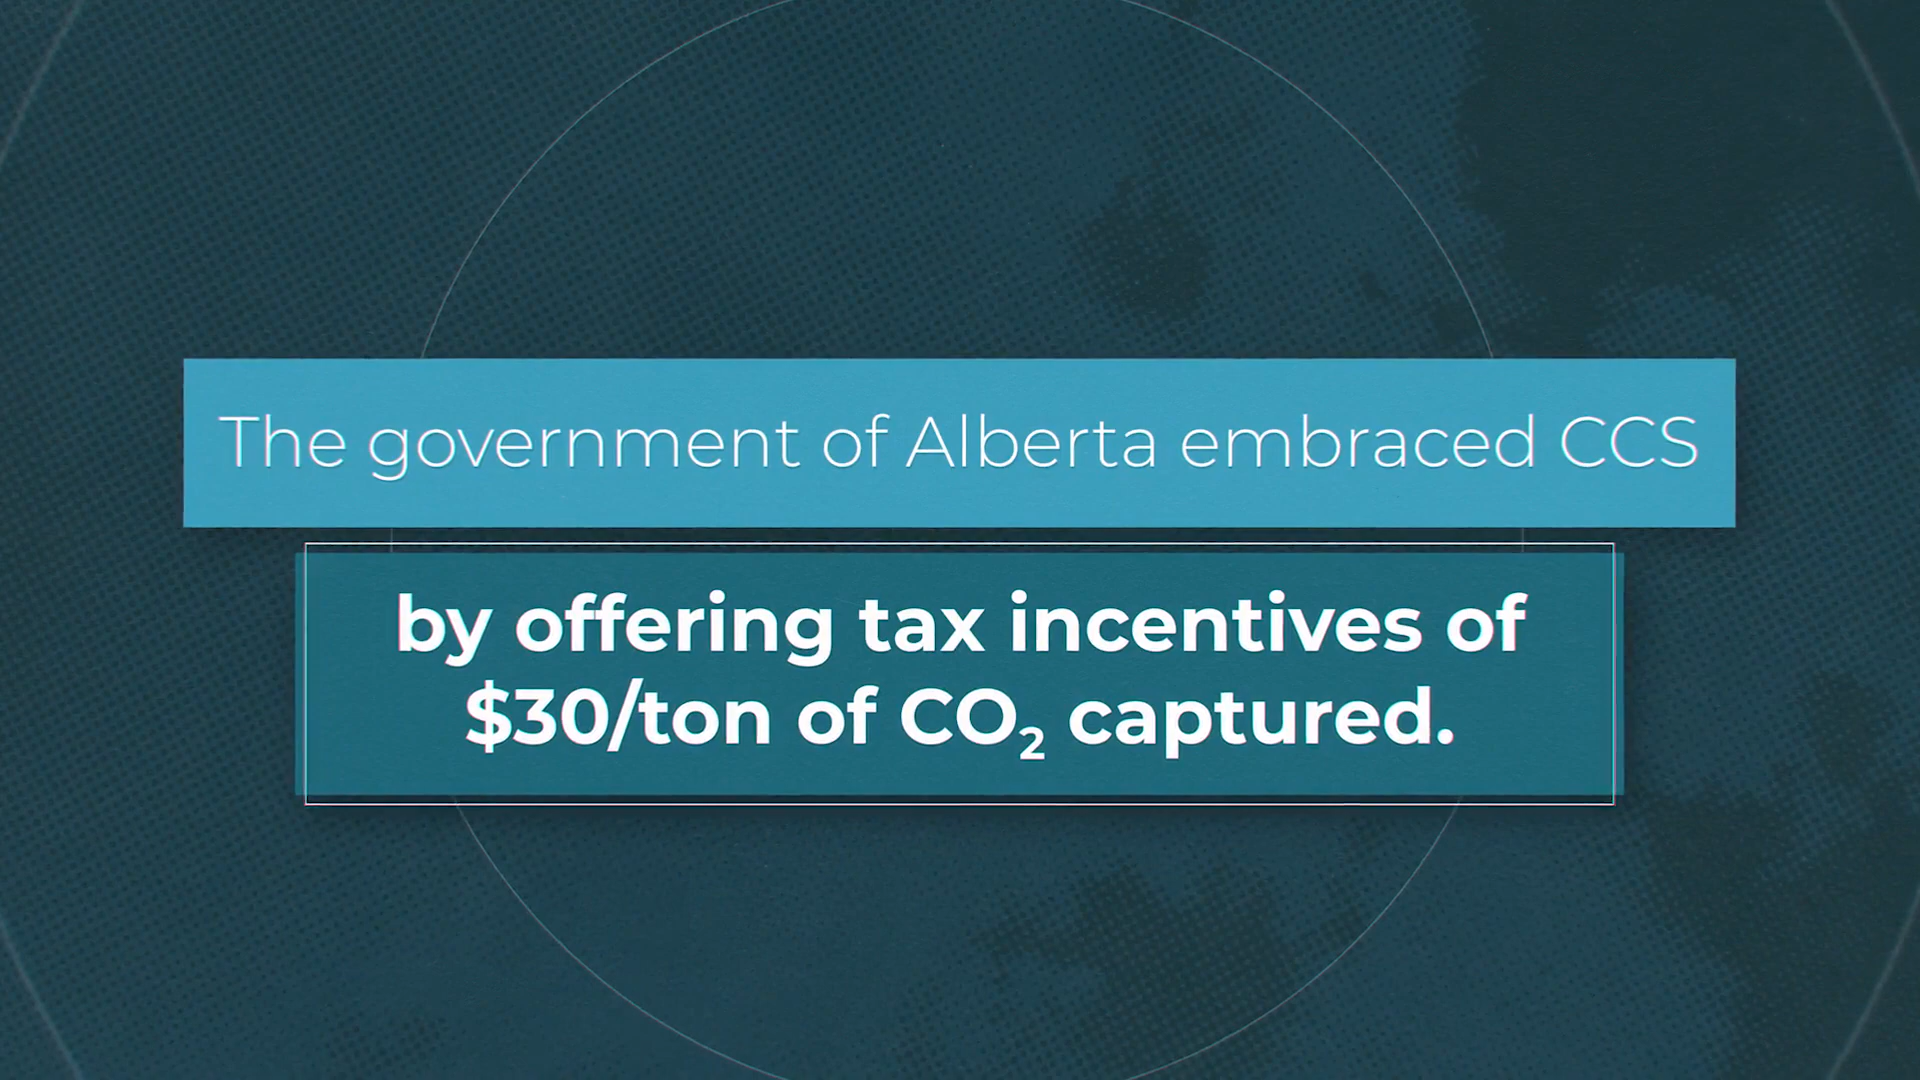 The government of Alberta embraced CCS
by offering tax incentives of
$30/ton of CO₂ captured.